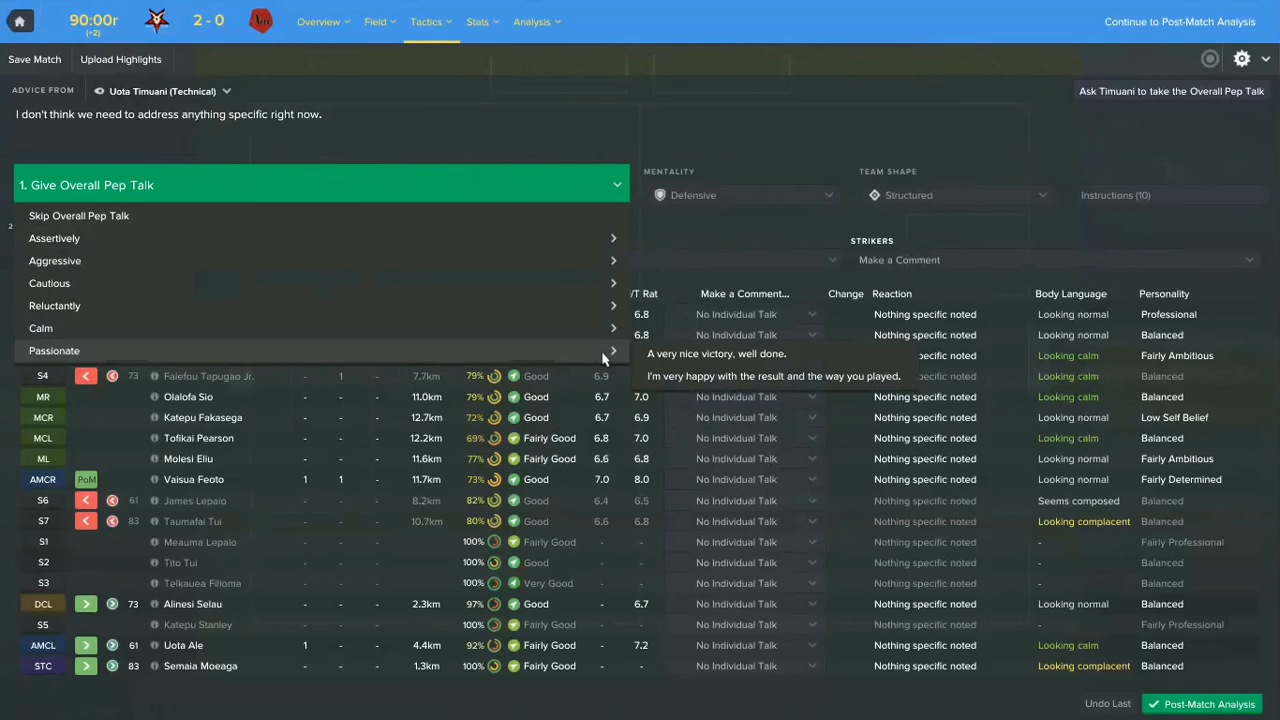 90:00r
(+2)
2 - 0
Overview
Field
Tactics
Stats
Analysis
Continue to Post-Match Analysis
Save Match
Upload Highlights
ADVICE FROM
Uota Timuani (Technical)
Ask Timuani to take the Overall Pep Talk
I don't think we need to address anything specific right now.
1. Give Overall Pep Talk
MENTALITY
TEAM SHAPE
Defensive
Structured
Instructions (10)
Skip Overall Pep Talk
2
Assertively
STRIKERS
Aggressive
Make a Comment
Cautious
/T Rat
Make a Comment...
Change
Reaction
Body Language
Personality
Reluctantly
6.8
No Individual Talk
Nothing specific noted
Looking normal
Professional
Calm
6.8
No Individual Talk
Nothing specific noted
Looking normal
Balanced
Passionate
A very nice victory, well done.
Nothing specific noted
Looking calm
Fairly Ambitious
S4 73 Falefou Tapugao Jr. - 1 - 7.7km 79% Good 6.9
I'm very happy with the result and the way you played.
Looking calm Balanced
MR Olalofa Sio - - - 11.0km 79% Good 6.7 7.0 No Individual Talk Nothing specific noted Looking calm Balanced
MCR Katepu Fakasega - - - 12.7km 72% Good 6.7 6.9 No Individual Talk Nothing specific noted Looking normal Low Self Belief
MCL Tofikai Pearson - - - 12.2km 69% Fairly Good 6.8 7.0 No Individual Talk Nothing specific noted Looking calm Balanced
ML Molesi Eliu - - - 11.6km 77% Fairly Good 6.6 6.8 No Individual Talk Nothing specific noted Looking normal Fairly Ambitious
AMCR PoM Vaisua Feoto 1 1 - 11.7km 73% Good 7.0 8.0 No Individual Talk Nothing specific noted Looking normal Fairly Determined
S6 61 James Lepaio - - - 8.2km 82% Good 6.4 6.5 No Individual Talk Nothing specific noted Seems composed Balanced
S7 83 Taumafai Tui - - - 10.7km 80% Good 6.6 6.8 No Individual Talk Nothing specific noted Looking complacent Balanced
S1 Meauma Lepaio - - - 100% Fairly Good - - No Individual Talk Nothing specific noted - Fairly Professional
S2 Tito Tui - - - 100% Good - - No Individual Talk Nothing specific noted - Balanced
S3 Telkauea Filioma - - - 100% Very Good - - No Individual Talk Nothing specific noted - Balanced
DCL 73 Alinesi Selau - - - 2.3km 97% Good - 6.7 No Individual Talk Nothing specific noted Looking normal Balanced
S5 Katepu Stanley - - - 100% Fairly Good - - No Individual Talk Nothing specific noted - Fairly Professional
AMCL 61 Uota Ale 1 - - 4.4km 92% Fairly Good - 7.2 No Individual Talk Nothing specific noted Looking calm Balanced
STC 83 Semaia Moeaga - - - 1.3km 100% Fairly Good - - No Individual Talk Nothing specific noted Looking complacent Balanced
Undo Last
Post-Match Analysis